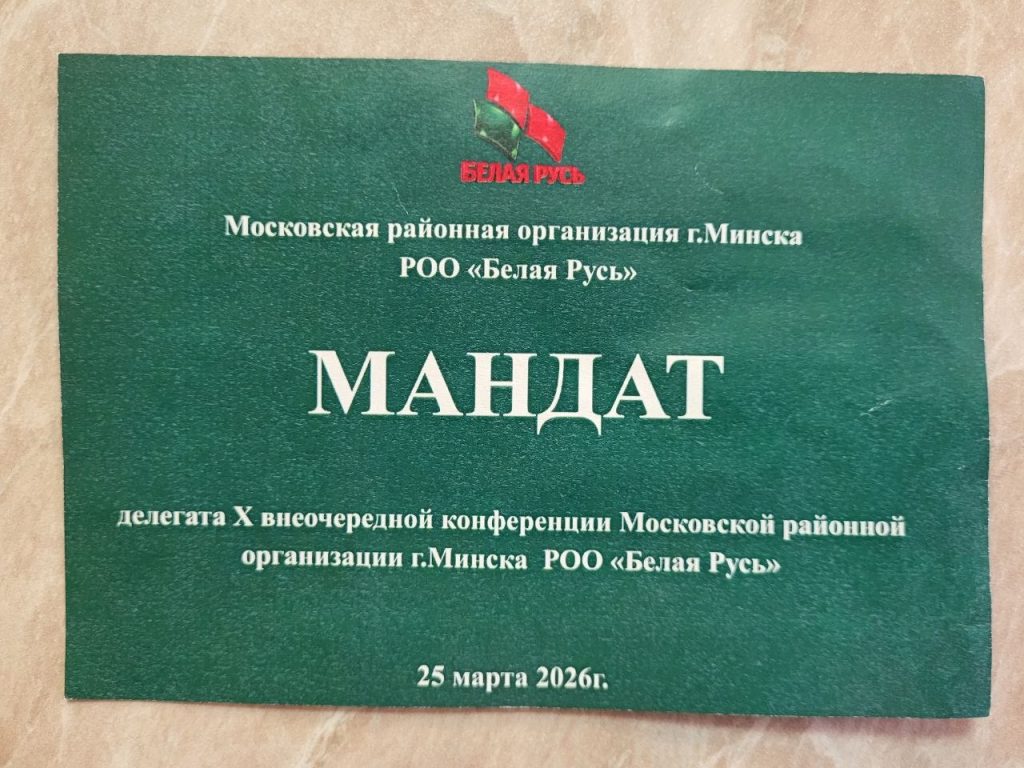 БЕЛАЯ РУСЬ
Московская районная организация г.Минска
РОО «Белая Русь»
МАНДАТ
делегата X внеочередной конференции Московской районной
организации г.Минска РОО «Белая Русь»
25 марта 2026г.